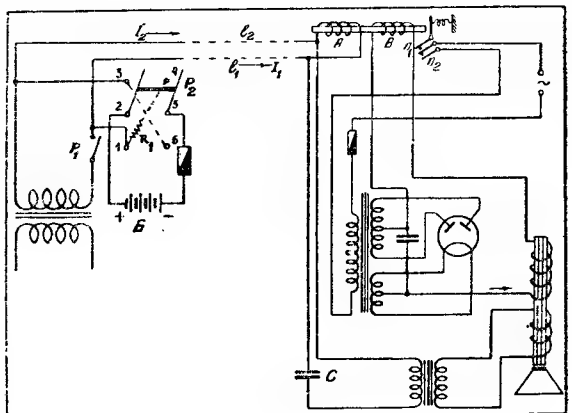 I₂ ℓ₂
A B
n₁
n₂
ℓ₁ I₁
3 4 P₂
2 5
P₁ 1 R₁ 6
+ Б −
~
C